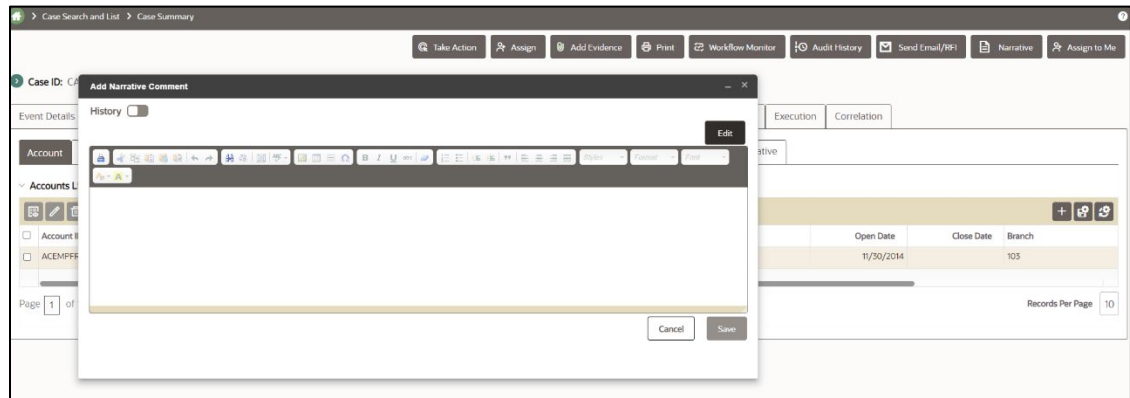 > Case Search and List > Case Summary
Take Action Assign Add Evidence Print Workflow Monitor Audit History Send Email/RFI Narrative Assign to Me
Case ID: CA
Add Narrative Comment
Event Details
History
Execution Correlation
Edit
Account
ative
Styles Format Font
Accounts L
Account I Open Date Close Date Branch
ACEMPFR 11/30/2014 103
Page 1 of Records Per Page 10
Cancel Save